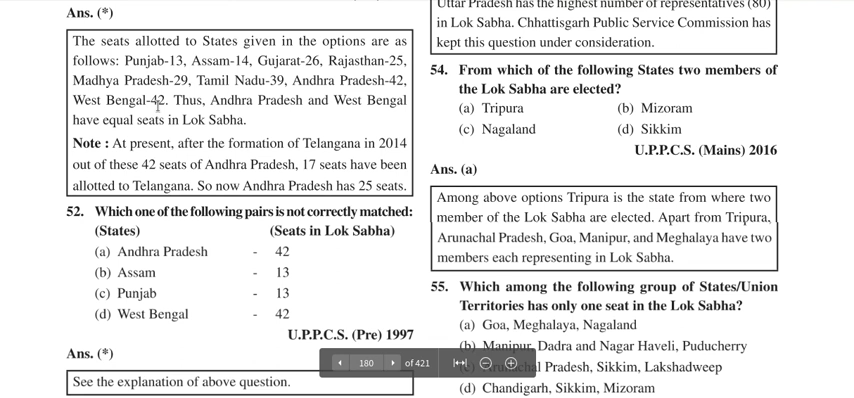 Ans. (*)
The seats allotted to States given in the options are as
follows: Punjab-13, Assam-14, Gujarat-26, Rajasthan-25,
Madhya Pradesh-29, Tamil Nadu-39, Andhra Pradesh-42,
West Bengal-42. Thus, Andhra Pradesh and West Bengal
have equal seats in Lok Sabha.
Note : At present, after the formation of Telangana in 2014
out of these 42 seats of Andhra Pradesh, 17 seats have been
allotted to Telangana. So now Andhra Pradesh has 25 seats.
52. Which one of the following pairs is not correctly matched:
(States) (Seats in Lok Sabha)
(a) Andhra Pradesh - 42
(b) Assam - 13
(c) Punjab - 13
(d) West Bengal - 42
U.P.P.C.S. (Pre) 1997
Ans. (*)
See the explanation of above question.
Uttar Pradesh has the highest number of representatives (80)
in Lok Sabha. Chhattisgarh Public Service Commission has
kept this question under consideration.
54. From which of the following States two members of
the Lok Sabha are elected?
(a) Tripura (b) Mizoram
(c) Nagaland (d) Sikkim
U.P.P.C.S. (Mains) 2016
Ans. (a)
Among above options Tripura is the state from where two
member of the Lok Sabha are elected. Apart from Tripura,
Arunachal Pradesh, Goa, Manipur, and Meghalaya have two
members each representing in Lok Sabha.
55. Which among the following group of States/Union
Territories has only one seat in the Lok Sabha?
(a) Goa, Meghalaya, Nagaland
(b) Manipur, Dadra and Nagar Haveli, Puducherry
Pradesh, Sikkim, Lakshadweep
(d) Chandigarh, Sikkim, Mizoram
180 of 421